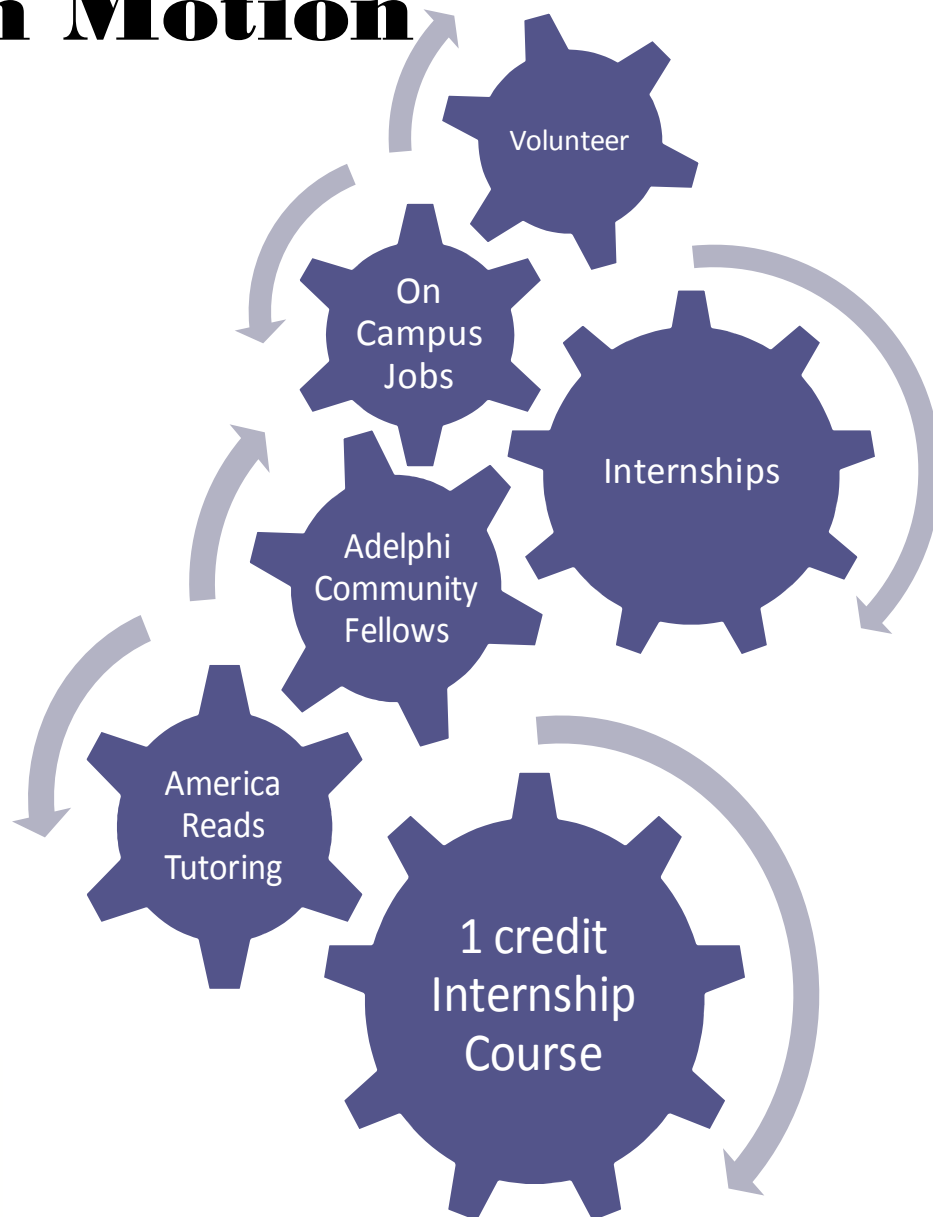 n Motion
Volunteer
On
Campus
Jobs
Internships
Adelphi
Community
Fellows
America
Reads
Tutoring
1 credit
Internship
Course